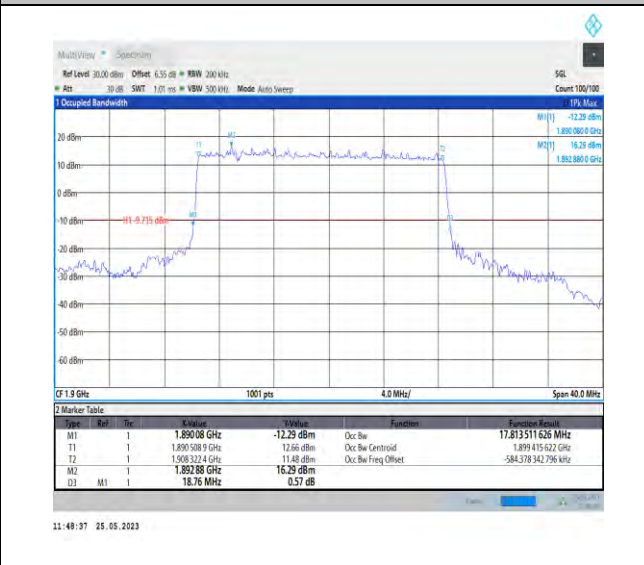 MultiView Spectrum
Ref Level 30.00 dBm Offset 6.55 dB RBW 200 kHz SGL
Att 30 dB SWT 1.01 ms VBW 500 kHz Mode Auto Sweep Count 100/100
1 Occupied Bandwidth 1Pk Max
M1[1] -12.29 dBm
1.890 080 0 GHz
M2[1] 16.29 dBm
1.892 880 0 GHz
20 dBm
10 dBm
0 dBm
-10 dBm
H1 -9.715 dBm
-20 dBm
-30 dBm
-40 dBm
-50 dBm
-60 dBm
T1
M2
T2
D3
CF 1.9 GHz 1001 pts 4.0 MHz/ Span 40.0 MHz
2 Marker Table
Type Ref Trc X-Value Y-Value Function Function Result
M1 1 1.89008 GHz -12.29 dBm Occ Bw 17.813 511 626 MHz
T1 1 1.890 508 9 GHz 12.66 dBm Occ Bw Centroid 1.899 415 622 GHz
T2 1 1.908 322 4 GHz 11.48 dBm Occ Bw Freq Offset -584.378 342 796 kHz
M2 1 1.892 88 GHz 16.29 dBm
D3 M1 1 18.76 MHz 0.57 dB
11:48:37 25.05.2023